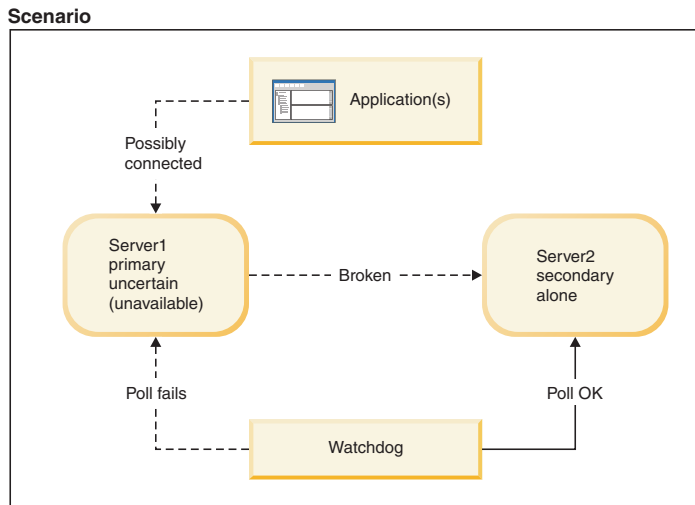 Scenario
Application(s)
Possibly
connected
Server1
primary
uncertain
(unavailable)
Broken
Server2
secondary
alone
Poll fails
Poll OK
Watchdog